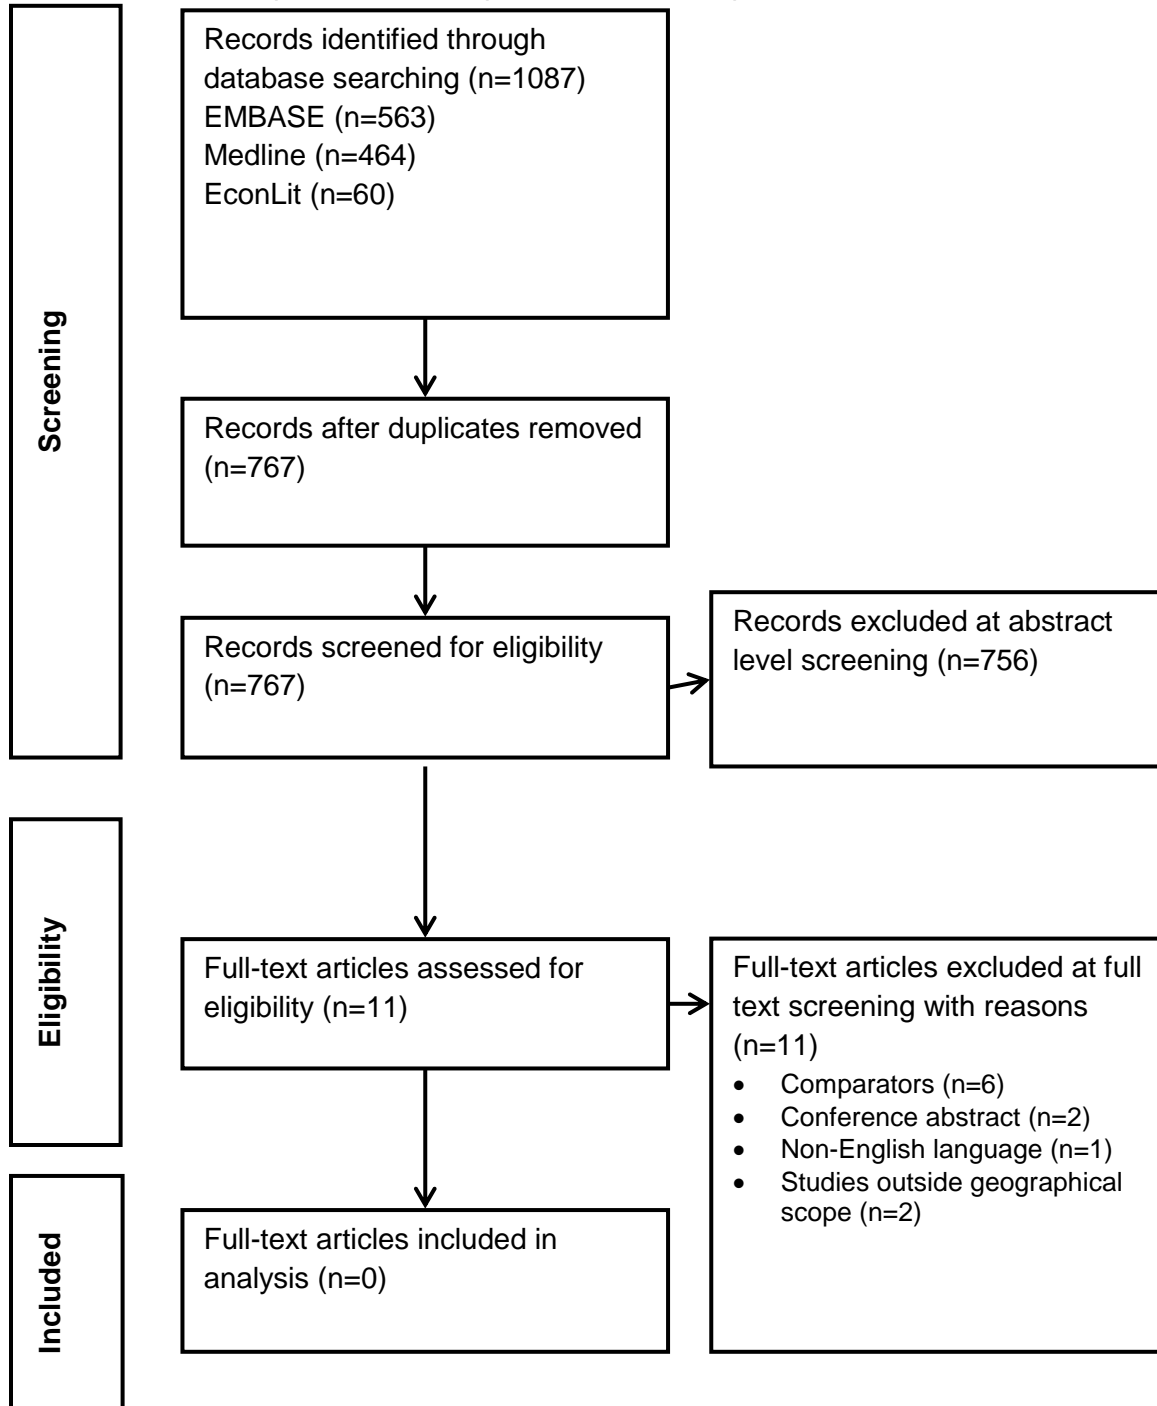 Screening
Records identified through
database searching (n=1087)
EMBASE (n=563)
Medline (n=464)
EconLit (n=60)
Records after duplicates removed
(n=767)
Records screened for eligibility
(n=767)
Records excluded at abstract
level screening (n=756)
Eligibility
Full-text articles assessed for
eligibility (n=11)
Full-text articles excluded at full
text screening with reasons
(n=11)
• Comparators (n=6)
• Conference abstract (n=2)
• Non-English language (n=1)
• Studies outside geographical
scope (n=2)
Included
Full-text articles included in
analysis (n=0)